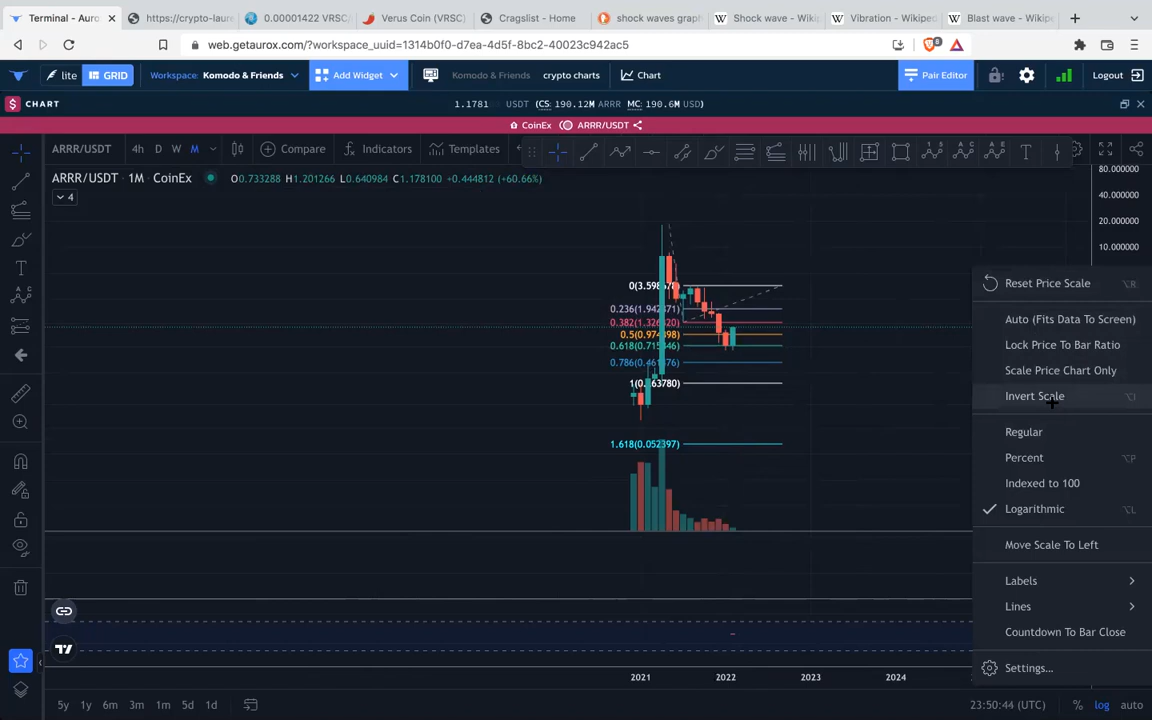 Terminal - Auro
https://crypto-laure
0.00001422 VRSC/
Verus Coin (VRSC)
Cragslist - Home
shock waves grap
Shock wave - Wikip
Vibration - Wikiped
Blast wave - Wikipe
web.getaurox.com/?workspace_uuid=1314b0f0-d7ea-4d5f-8bc2-40023c942ac5
lite GRID Workspace: Komodo & Friends Add Widget Komodo & Friends crypto charts Chart Pair Editor Logout
$ CHART 1.1781 USDT (CS: 190.12M ARRR MC: 190.6M USD)
CoinEx ARRR/USDT
ARRR/USDT 4h D W M Compare Indicators Templates
ARRR/USDT · 1M · CoinEx O0.733288 H1.201266 L0.640984 C1.178100 +0.444812 (+60.66%)
4
80.000000
40.000000
20.000000
10.000000
Reset Price Scale ⌥R
Auto (Fits Data To Screen)
Lock Price To Bar Ratio
Scale Price Chart Only
Invert Scale ⌥I
Regular
Percent ⌥P
Indexed to 100
Logarithmic ⌥L
Move Scale To Left
Labels
Lines
Countdown To Bar Close
Settings...
0.236(1.942371)
1.618(0.052397)
2021 2022 2023 2024
5y 1y 6m 3m 1m 5d 1d 23:50:44 (UTC) % log auto